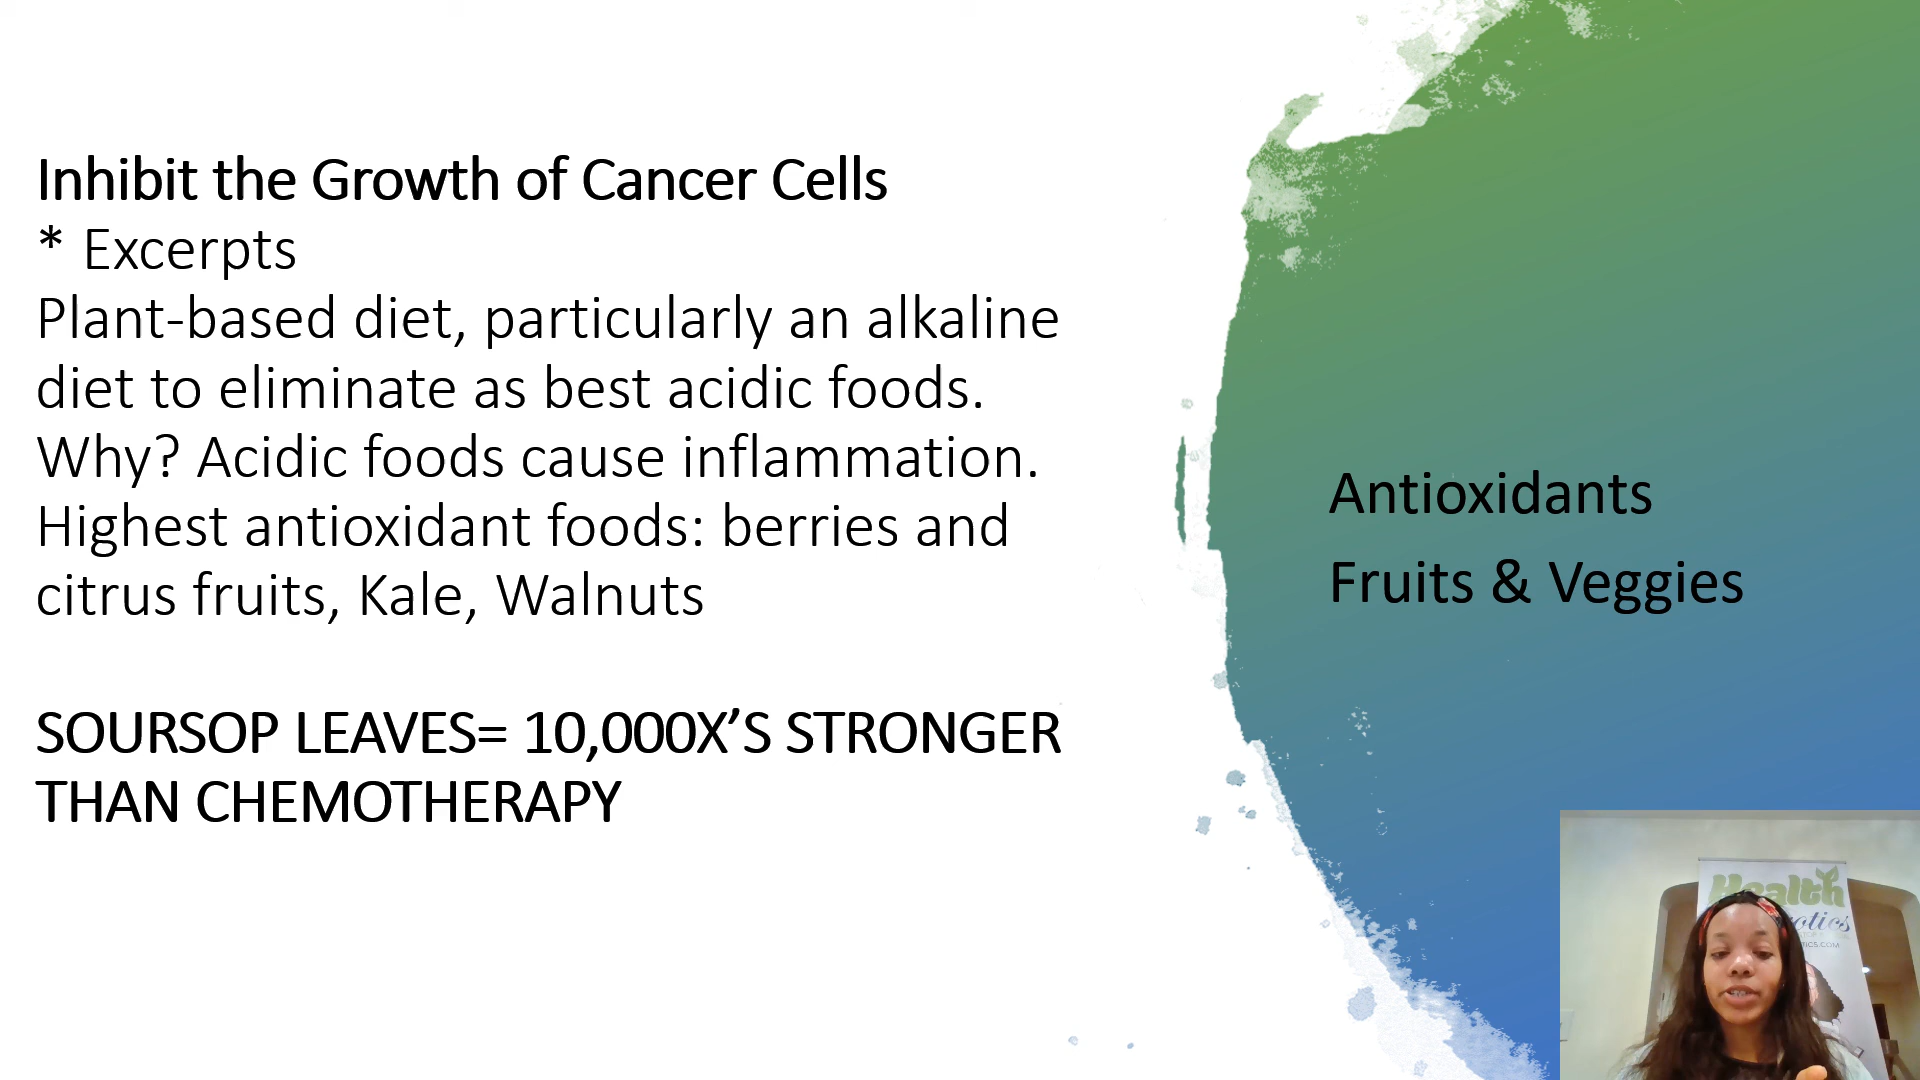 Inhibit the Growth of Cancer Cells
* Excerpts
Plant-based diet, particularly an alkaline
diet to eliminate as best acidic foods.
Why? Acidic foods cause inflammation.
Highest antioxidant foods: berries and
citrus fruits, Kale, Walnuts
SOURSOP LEAVES= 10,000X’S STRONGER
THAN CHEMOTHERAPY
Antioxidants
Fruits & Veggies
Health